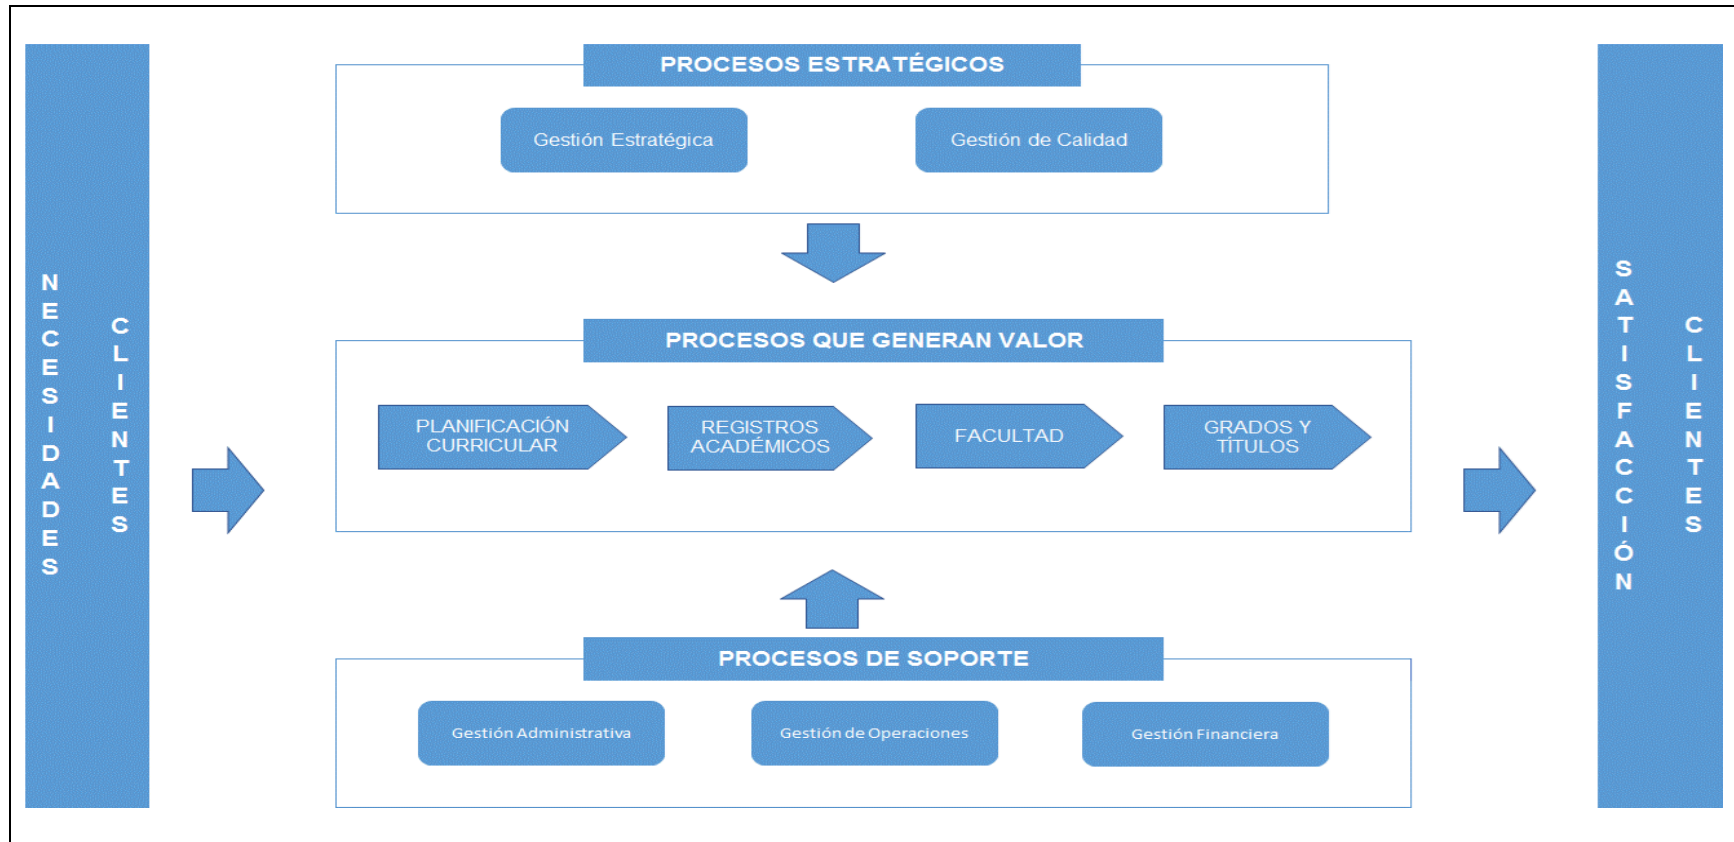 NECESIDADES
CLIENTES
PROCESOS ESTRATÉGICOS
Gestión Estratégica
Gestión de Calidad
PROCESOS QUE GENERAN VALOR
PLANIFICACIÓN
CURRICULAR
REGISTROS
ACADÉMICOS
FACULTAD
GRADOS Y
TÍTULOS
PROCESOS DE SOPORTE
Gestión Administrativa
Gestión de Operaciones
Gestión Financiera
SATISFACCIÓN
CLIENTES